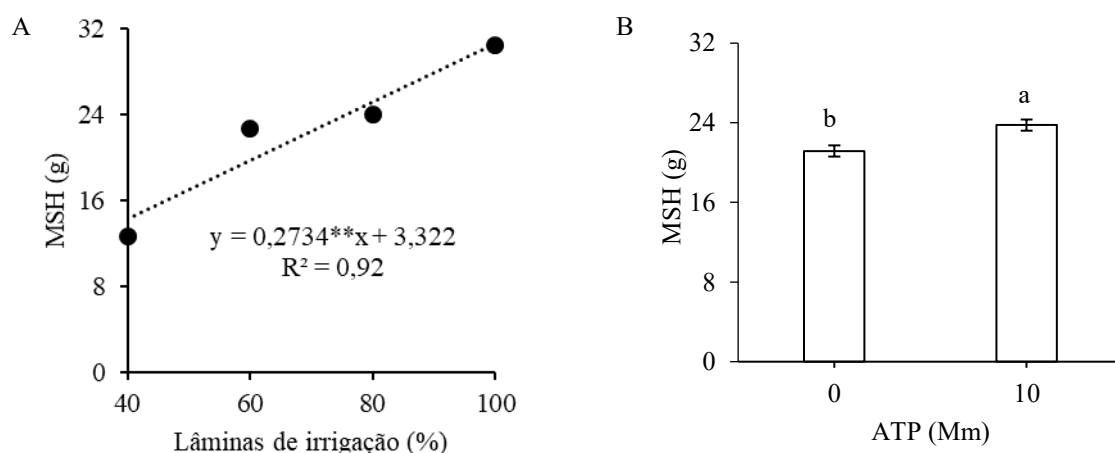 A
MSH (g)
32
24
16
8
0
y = 0,2734**x + 3,322
R² = 0,92
40 60 80 100
Lâminas de irrigação (%)
B
MSH (g)
32
24
16
8
0
b
a
0 10
ATP (Mm)